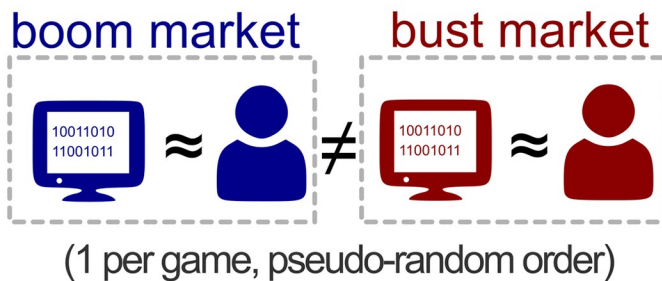 boom market
bust market
10011010
11001011
≈
≠
10011010
11001011
≈
(1 per game, pseudo-random order)